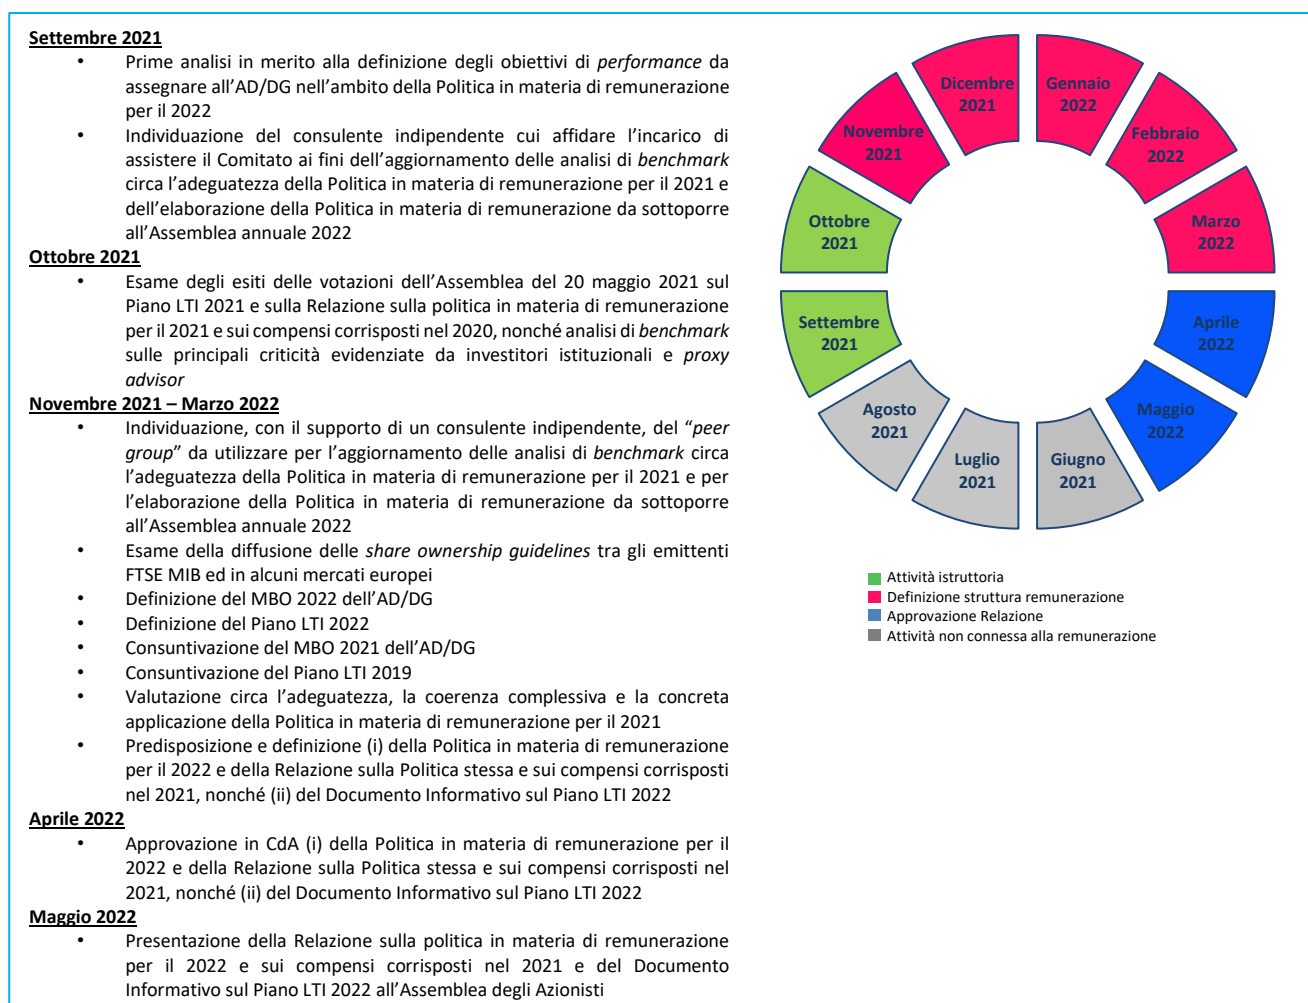 Settembre 2021
• Prime analisi in merito alla definizione degli obiettivi di performance da
assegnare all’AD/DG nell’ambito della Politica in materia di remunerazione
per il 2022
• Individuazione del consulente indipendente cui affidare l’incarico di
assistere il Comitato ai fini dell’aggiornamento delle analisi di benchmark
circa l’adeguatezza della Politica in materia di remunerazione per il 2021 e
dell’elaborazione della Politica in materia di remunerazione da sottoporre
all’Assemblea annuale 2022
Ottobre 2021
• Esame degli esiti delle votazioni dell’Assemblea del 20 maggio 2021 sul
Piano LTI 2021 e sulla Relazione sulla politica in materia di remunerazione
per il 2021 e sui compensi corrisposti nel 2020, nonché analisi di benchmark
sulle principali criticità evidenziate da investitori istituzionali e proxy
advisor
Novembre 2021 – Marzo 2022
• Individuazione, con il supporto di un consulente indipendente, del “peer
group” da utilizzare per l’aggiornamento delle analisi di benchmark circa
l’adeguatezza della Politica in materia di remunerazione per il 2021 e per
l’elaborazione della Politica in materia di remunerazione da sottoporre
all’Assemblea annuale 2022
• Esame della diffusione delle share ownership guidelines tra gli emittenti
FTSE MIB ed in alcuni mercati europei
• Definizione del MBO 2022 dell’AD/DG
• Definizione del Piano LTI 2022
• Consuntivazione del MBO 2021 dell’AD/DG
• Consuntivazione del Piano LTI 2019
• Valutazione circa l’adeguatezza, la coerenza complessiva e la concreta
applicazione della Politica in materia di remunerazione per il 2021
• Predisposizione e definizione (i) della Politica in materia di remunerazione
per il 2022 e della Relazione sulla Politica stessa e sui compensi corrisposti
nel 2021, nonché (ii) del Documento Informativo sul Piano LTI 2022
Aprile 2022
• Approvazione in CdA (i) della Politica in materia di remunerazione per il
2022 e della Relazione sulla Politica stessa e sui compensi corrisposti nel
2021, nonché (ii) del Documento Informativo sul Piano LTI 2022
Maggio 2022
• Presentazione della Relazione sulla politica in materia di remunerazione
per il 2022 e sui compensi corrisposti nel 2021 e del Documento
Informativo sul Piano LTI 2022 all’Assemblea degli Azionisti
Dicembre
2021
Gennaio
2022
Novembre
2021
Febbraio
2022
Ottobre
2021
Marzo
2022
Settembre
2021
Aprile
2022
Agosto
2021
Maggio
2022
Luglio
2021
Giugno
2021
Attività istruttoria
Definizione struttura remunerazione
Approvazione Relazione
Attività non connessa alla remunerazione